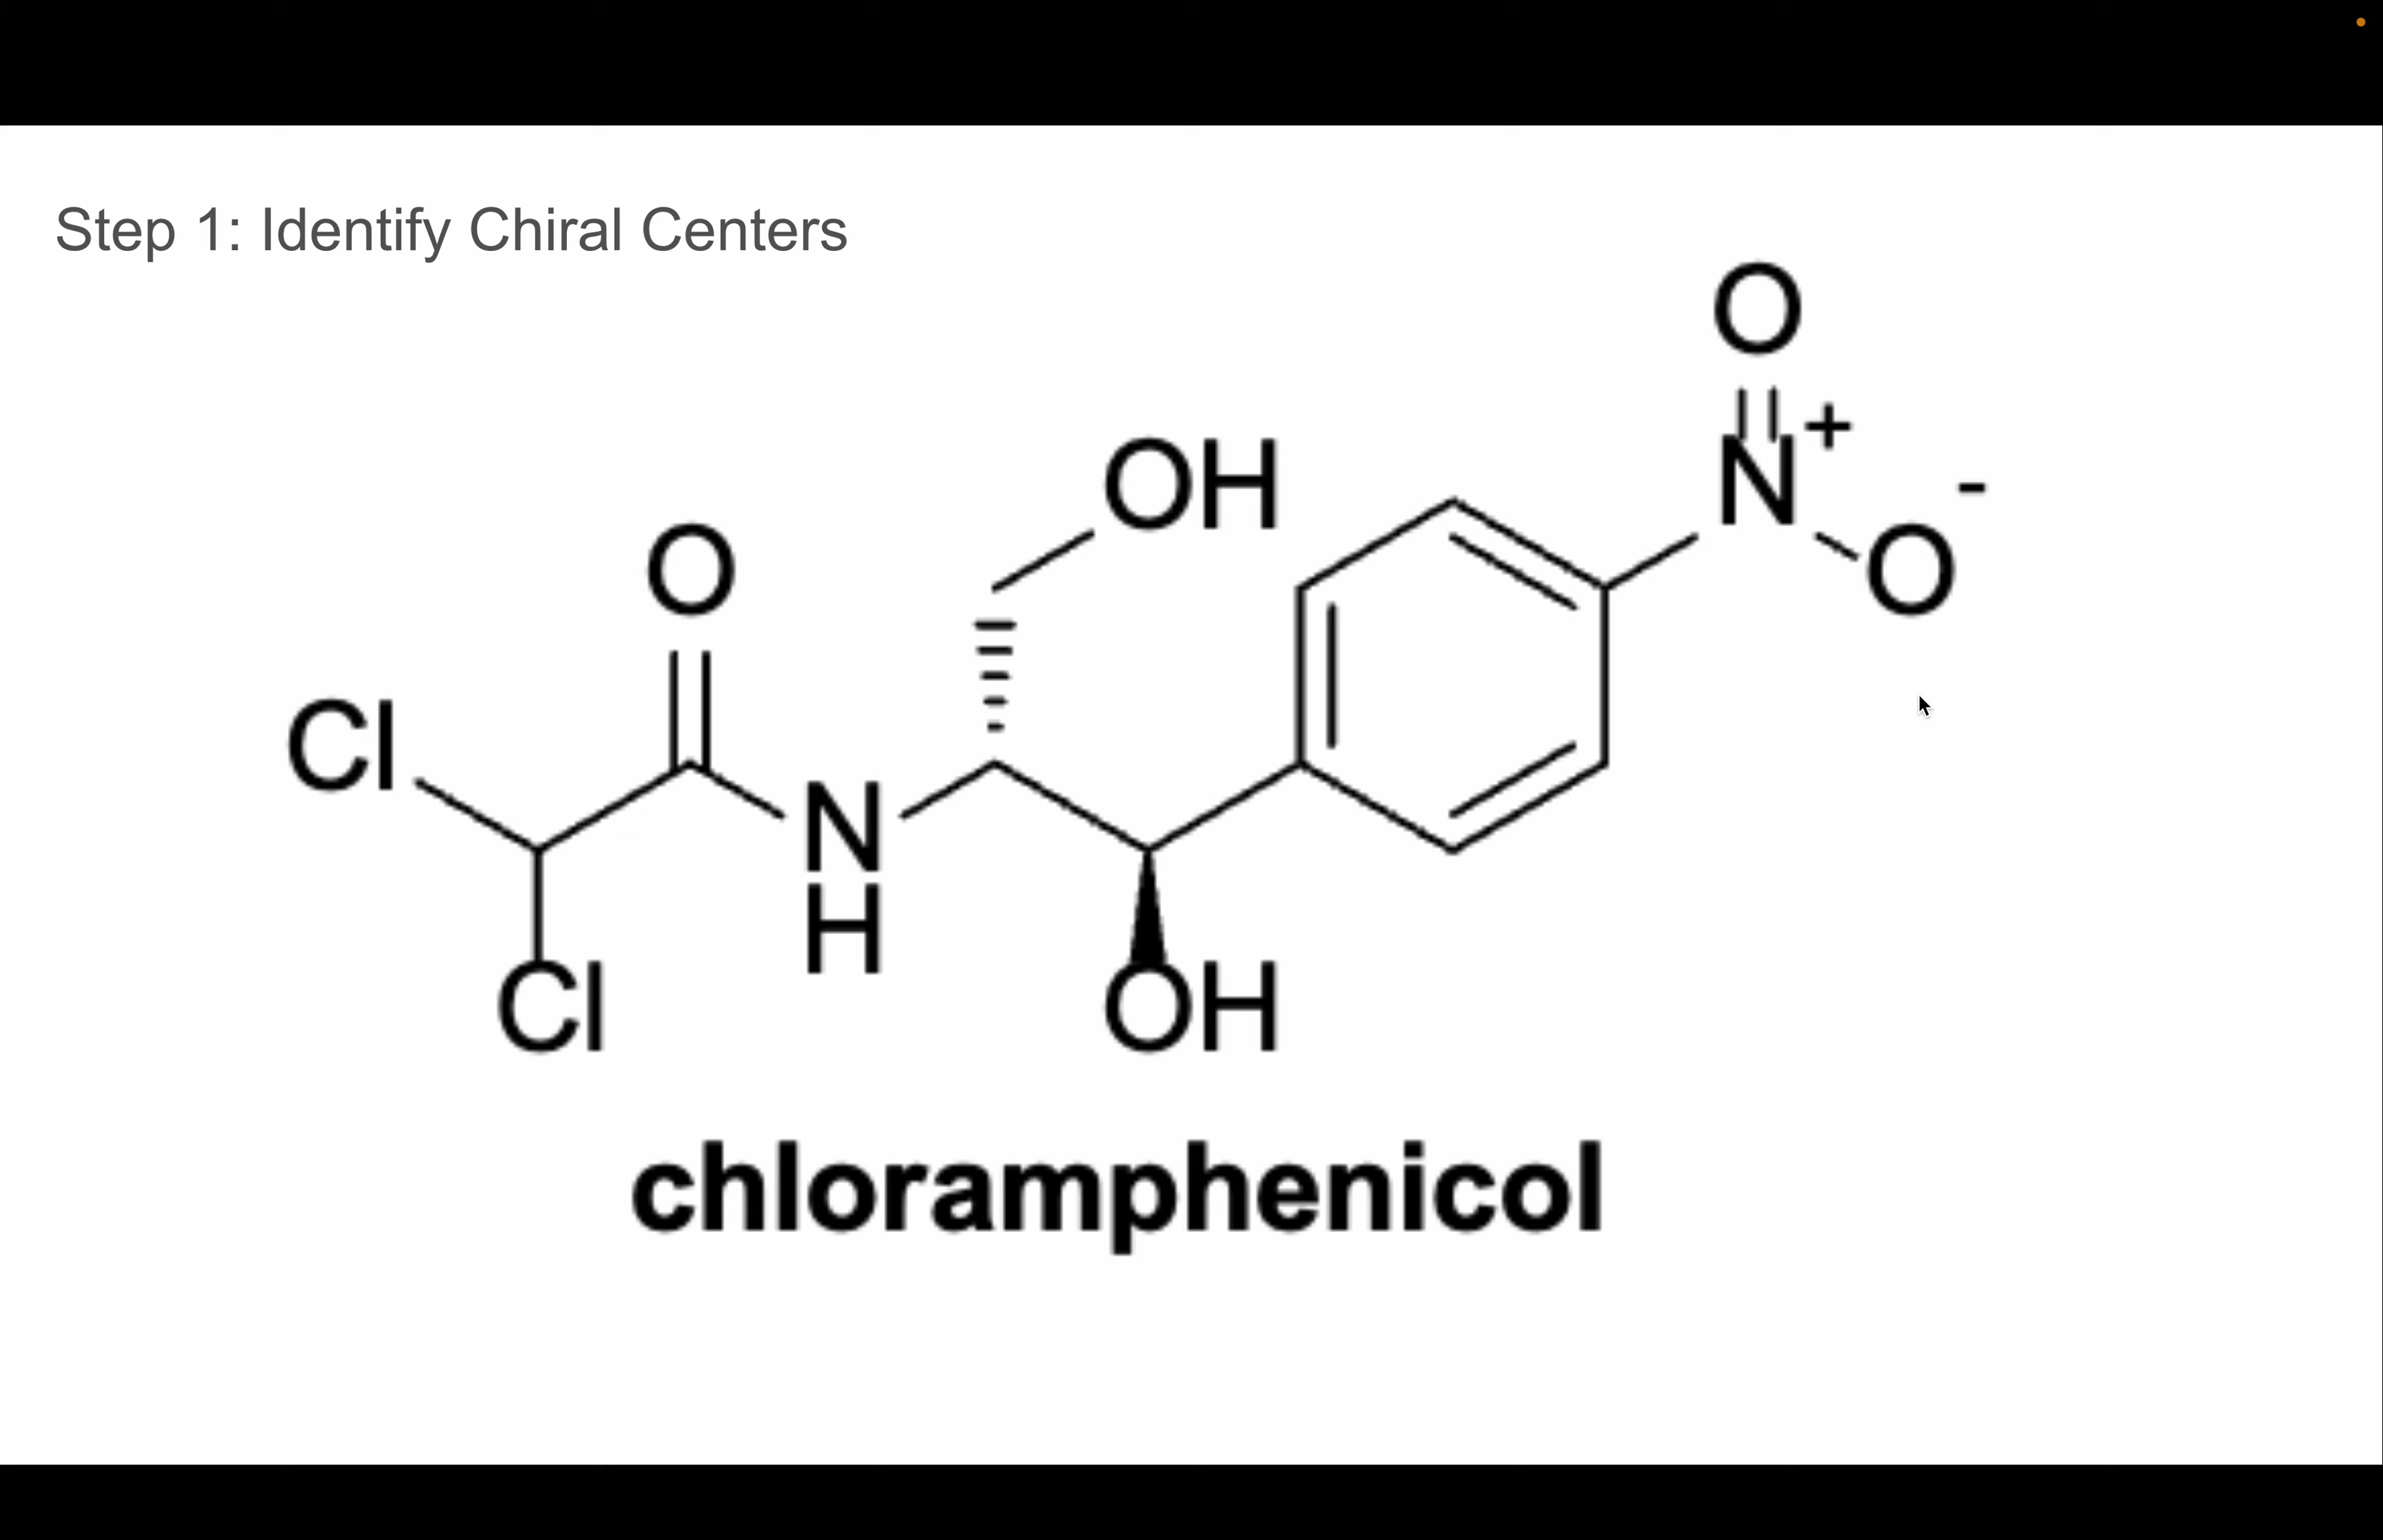 Step 1: Identify Chiral Centers
O
N+
O-
OH
O
Cl
N
H
Cl
OH
chloramphenicol